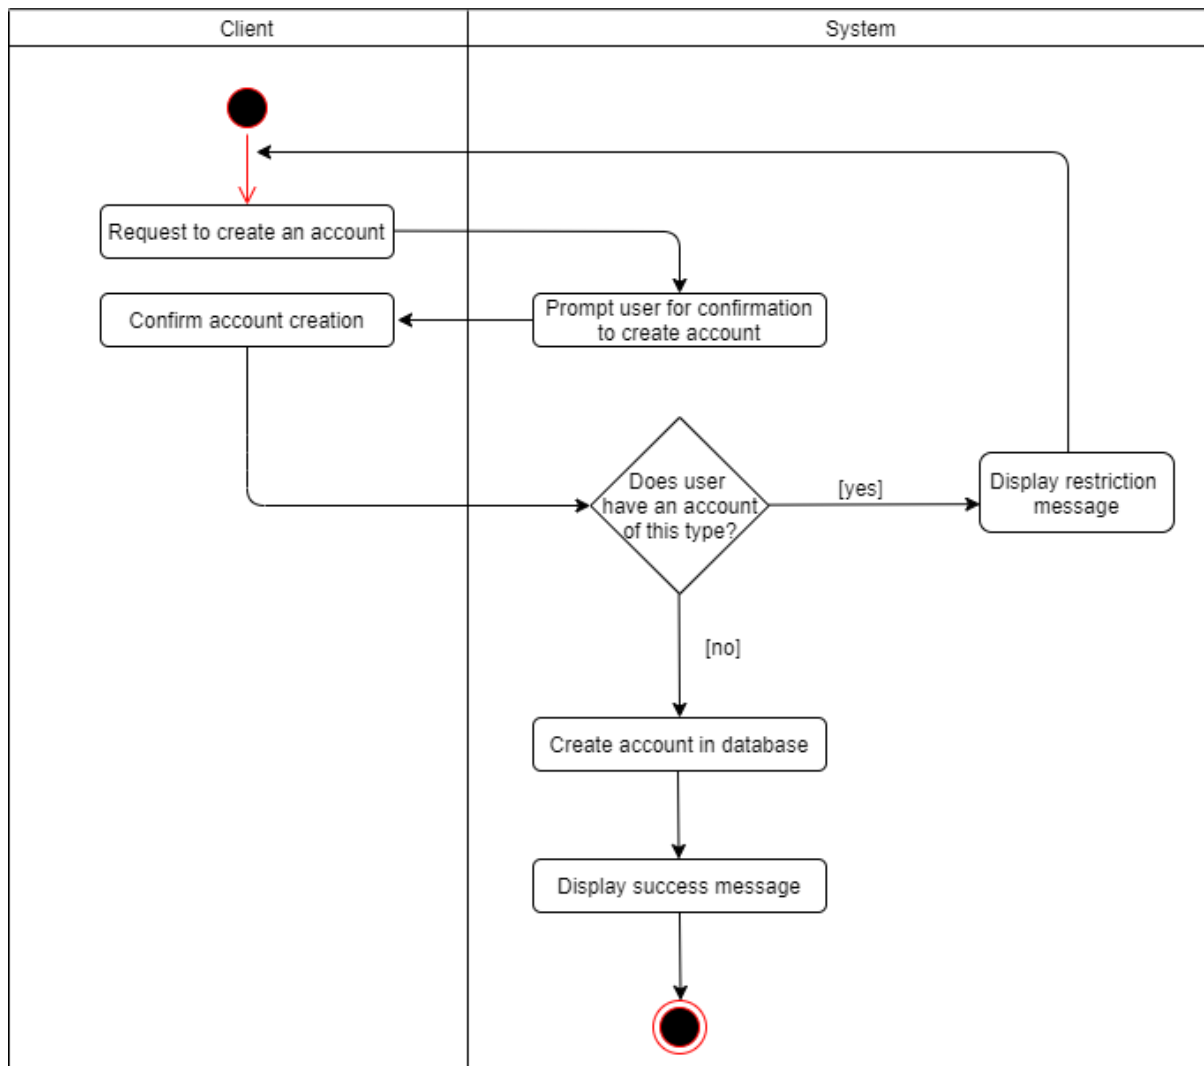 Client
System
Request to create an account
Prompt user for confirmation
to create account
Confirm account creation
Does user
have an account
of this type?
[yes]
Display restriction
message
[no]
Create account in database
Display success message